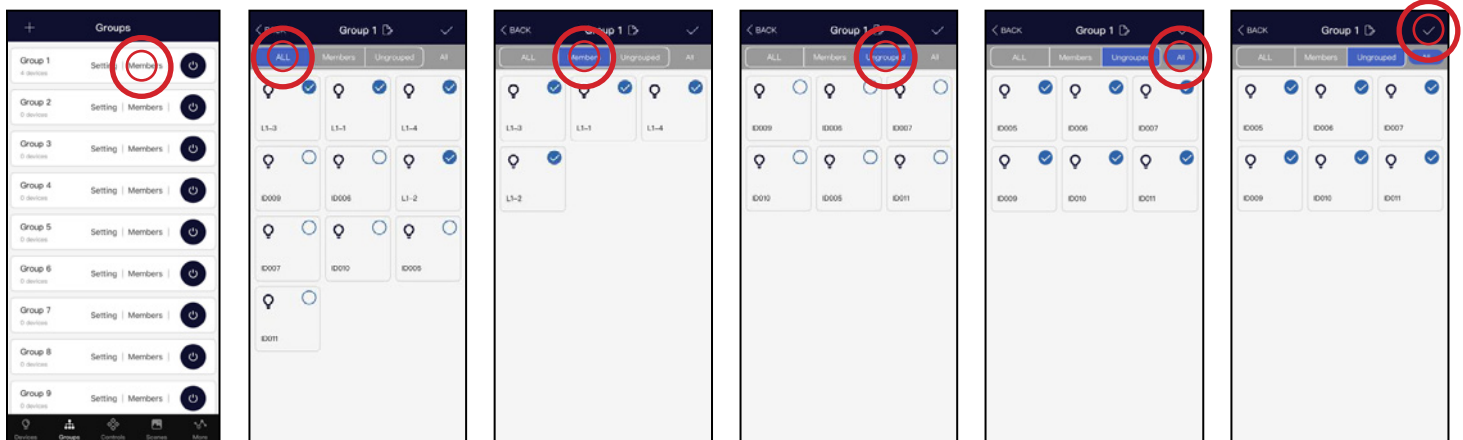 Groups
Group 1
4 devices
Setting | Members |
Group 2
0 devices
Setting | Members |
Group 3
0 devices
Setting | Members |
Group 4
0 devices
Setting | Members |
Group 5
0 devices
Setting | Members |
Group 6
0 devices
Setting | Members |
Group 7
0 devices
Setting | Members |
Group 8
0 devices
Setting | Members |
Group 9
0 devices
Setting | Members |
Devices Groups Controls Scenes More
< BACK Group 1
ALL Members Ungrouped All
L1-3 L1-1 L1-4
ID009 ID006 L1-2
ID007 ID010 ID005
ID011
< BACK Group 1
ALL Members Ungrouped All
L1-3 L1-1 L1-4
L1-2
< BACK Group 1
ALL Members Ungrouped All
ID009 ID006 ID007
ID010 ID005 ID011
< BACK Group 1
ALL Members Ungrouped All
ID005 ID006 ID007
ID009 ID010 ID011
< BACK Group 1
ALL Members Ungrouped All
ID005 ID006 ID007
ID009 ID010 ID011